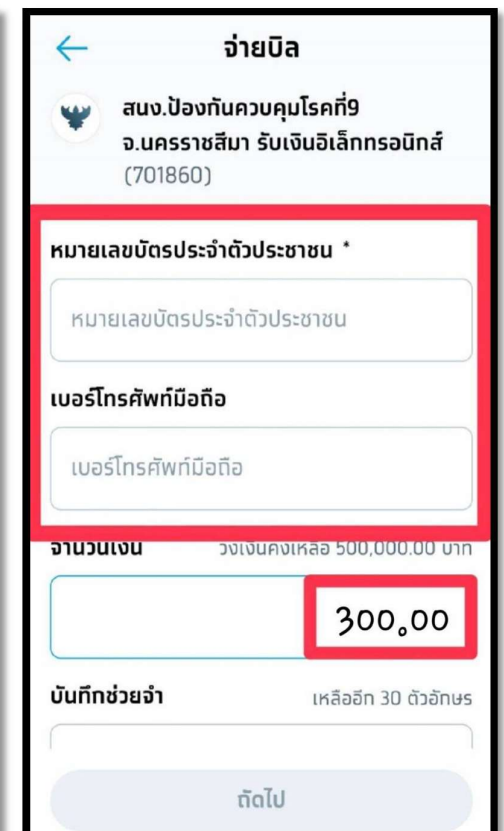 จ่ายบิล
สนง.ป้องกันควบคุมโรคที่9
จ.นครราชสีมา รับเงินอิเล็กทรอนิกส์
(701860)
หมายเลขบัตรประจำตัวประชาชน *
หมายเลขบัตรประจำตัวประชาชน
เบอร์โทรศัพท์มือถือ
เบอร์โทรศัพท์มือถือ
จำนวนเงิน วงเงินคงเหลือ 500,000.00 บาท
300.00
บันทึกช่วยจำ เหลืออีก 30 ตัวอักษร
ถัดไป